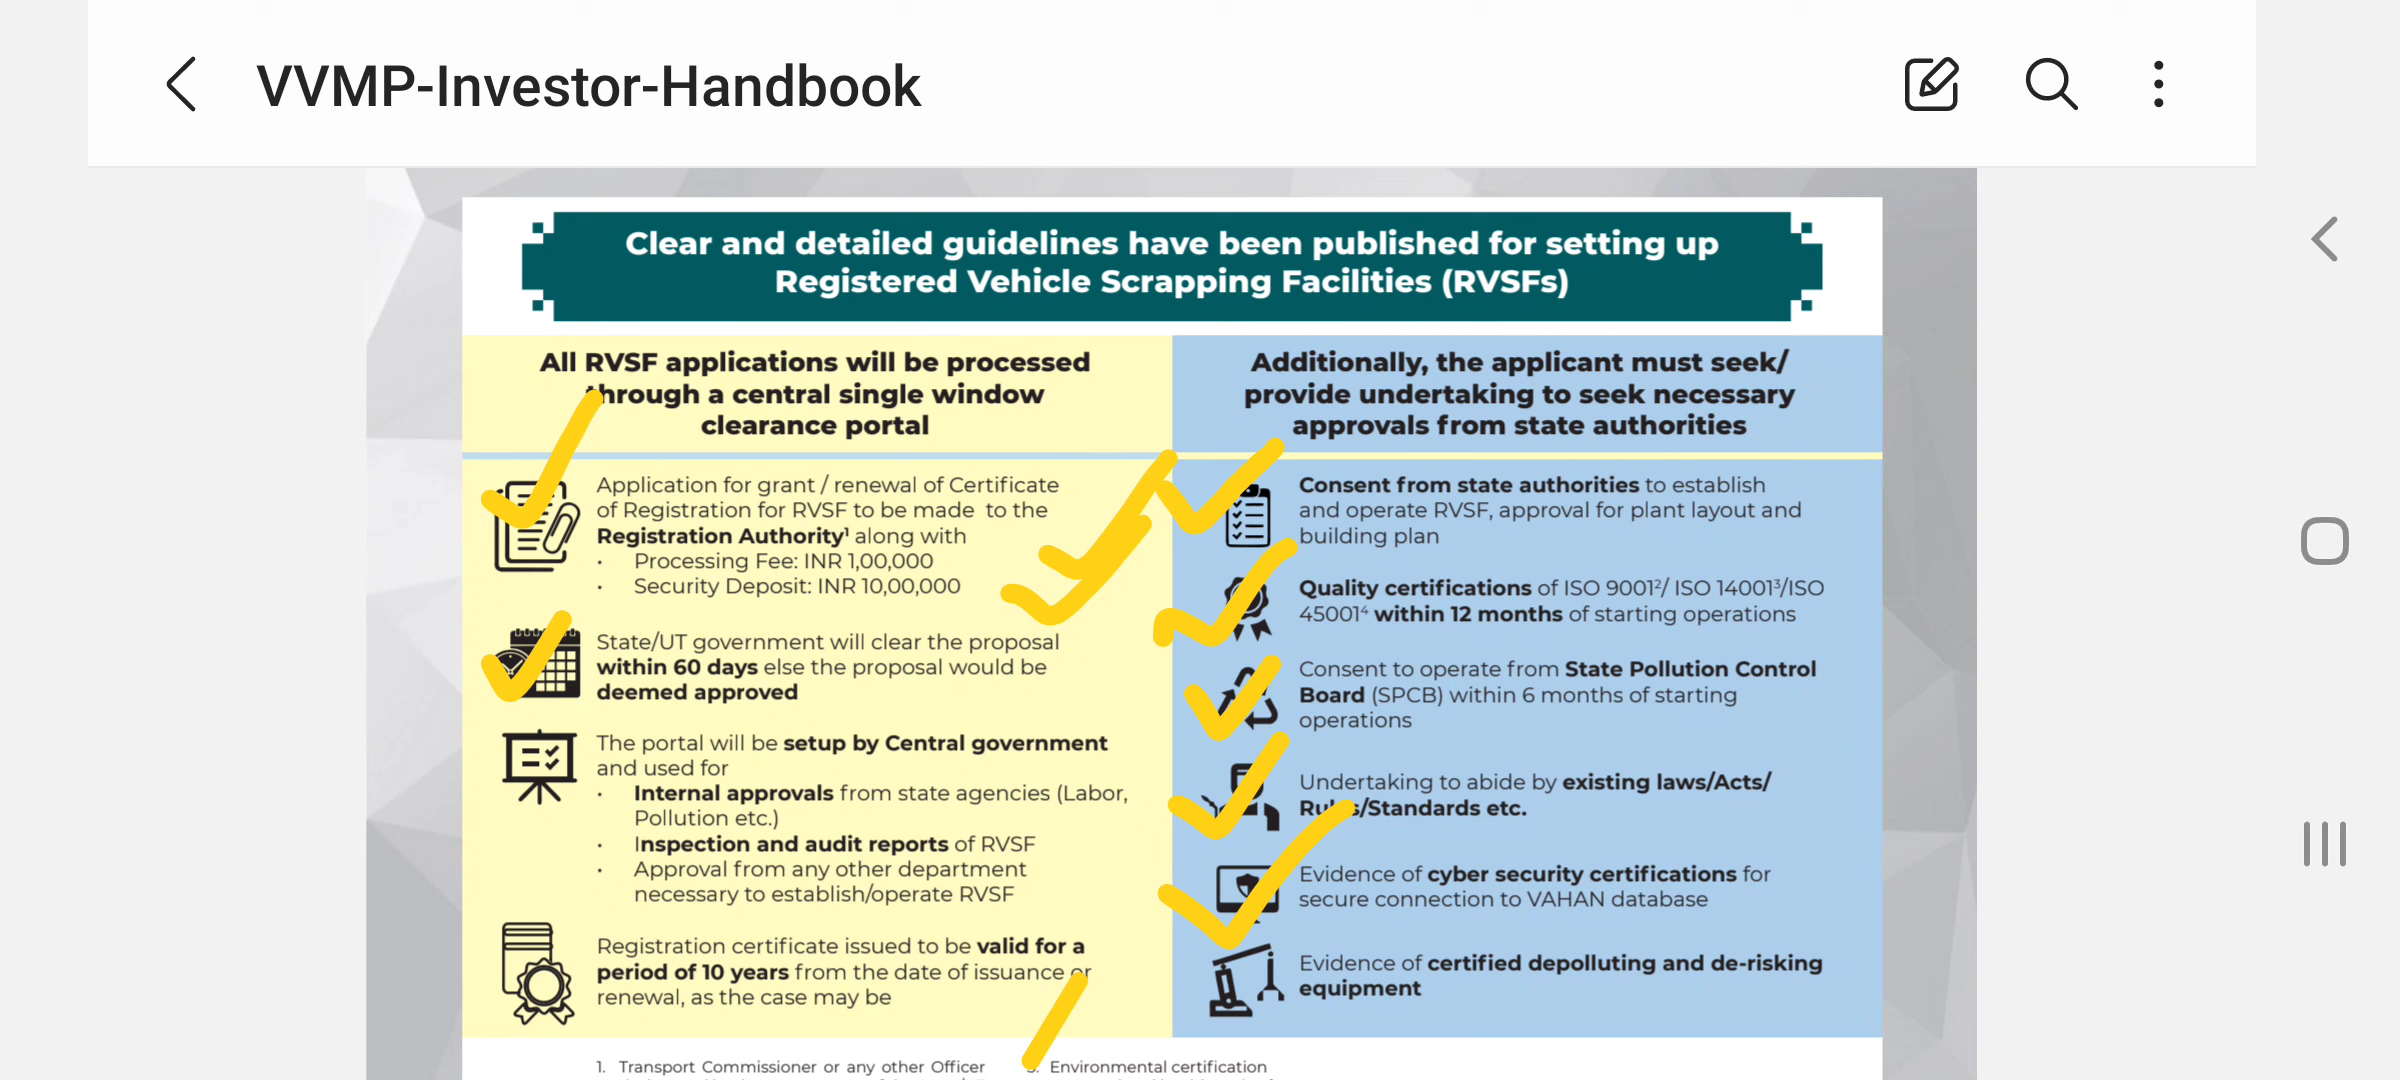 VVMP-Investor-Handbook
Clear and detailed guidelines have been published for setting up
Registered Vehicle Scrapping Facilities (RVSFs)
All RVSF applications will be processed
through a central single window
clearance portal
Application for grant / renewal of Certificate
of Registration for RVSF to be made to the
Registration Authority¹ along with
• Processing Fee: INR 1,00,000
• Security Deposit: INR 10,00,000
State/UT government will clear the proposal
within 60 days else the proposal would be
deemed approved
The portal will be setup by Central government
and used for
• Internal approvals from state agencies (Labor,
Pollution etc.)
• Inspection and audit reports of RVSF
• Approval from any other department
necessary to establish/operate RVSF
Registration certificate issued to be valid for a
period of 10 years from the date of issuance or
renewal, as the case may be
Additionally, the applicant must seek/
provide undertaking to seek necessary
approvals from state authorities
Consent from state authorities to establish
and operate RVSF, approval for plant layout and
building plan
Quality certifications of ISO 9001²/ ISO 14001³/ISO
45001⁴ within 12 months of starting operations
Consent to operate from State Pollution Control
Board (SPCB) within 6 months of starting
operations
Undertaking to abide by existing laws/Acts/
Rules/Standards etc.
Evidence of cyber security certifications for
secure connection to VAHAN database
Evidence of certified depolluting and de-risking
equipment
1. Transport Commissioner or any other Officer
3. Environmental certification